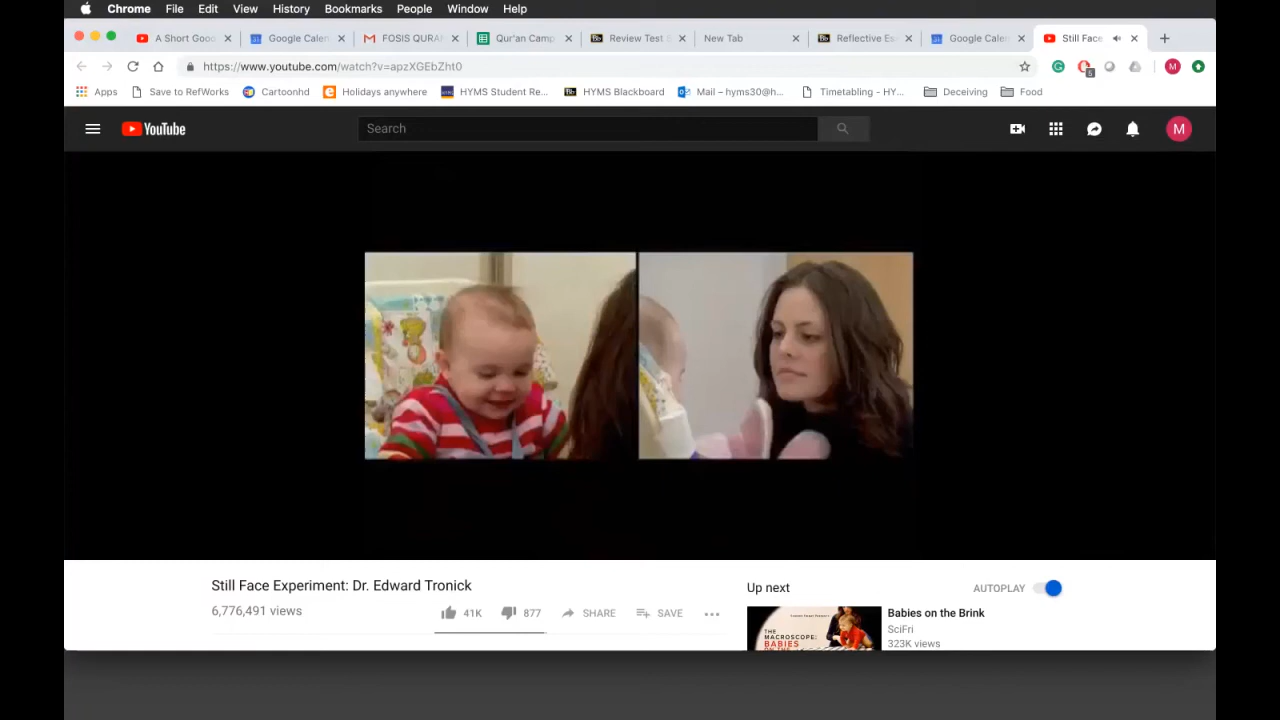 Chrome File Edit View History Bookmarks People Window Help
A Short Goo Google Calen FOSIS QURA Qur'an Camp Review Test S New Tab Reflective Es Google Calen Still Face
https://www.youtube.com/watch?v=apzXGEbZht0
Apps Save to RefWorks Cartoonhd Holidays anywhere HYMS Student Re... HYMS Blackboard Mail – hyms30@h... Timetabling - HY... Deceiving Food
YouTube Search M
Still Face Experiment: Dr. Edward Tronick
6,776,491 views 41K 877 SHARE SAVE
Up next AUTOPLAY
THE MACROSCOPE: BABIES
Babies on the Brink
SciFri
323K views